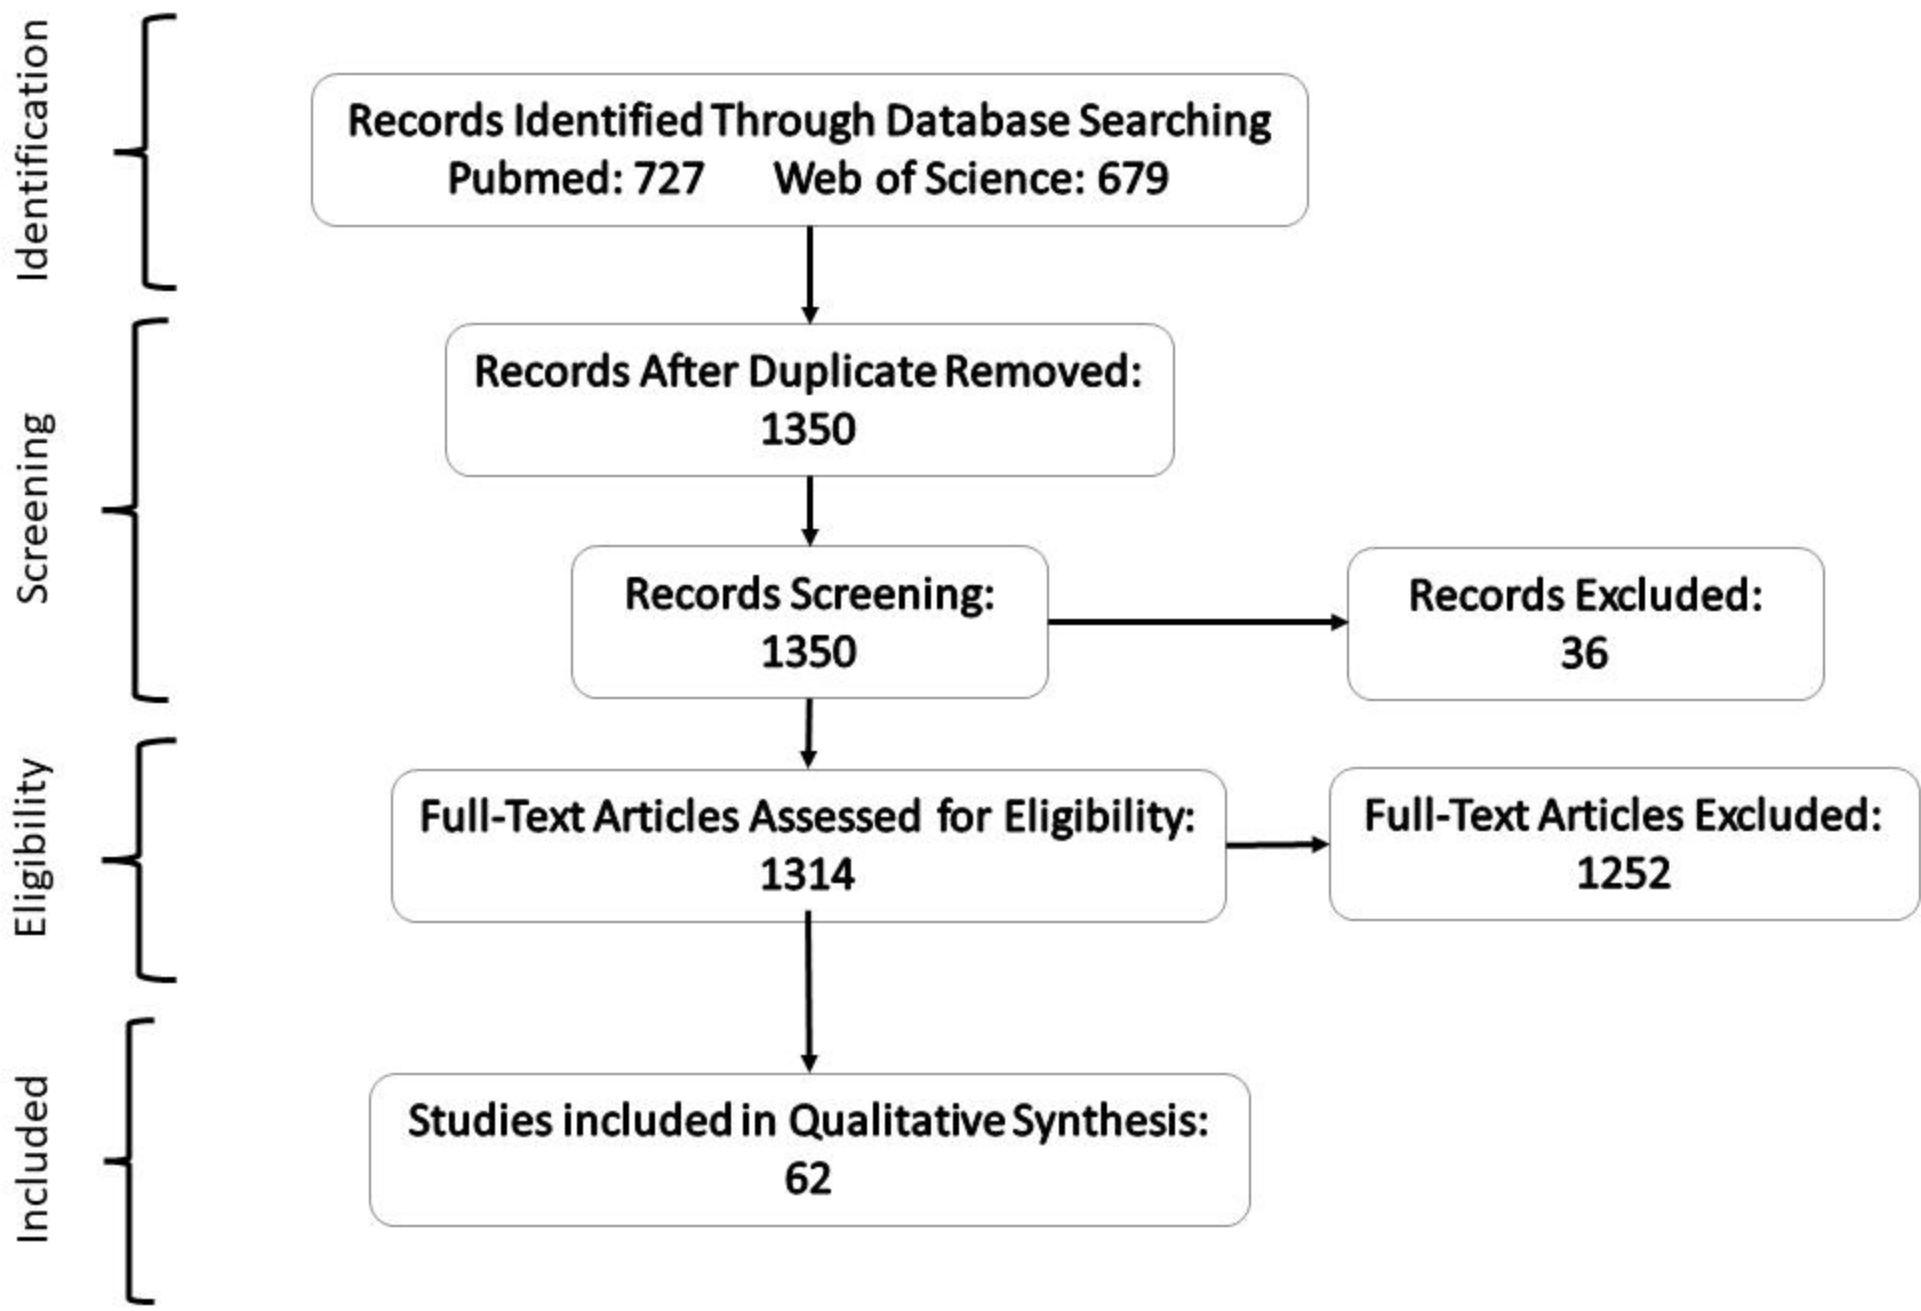 Identification
Records Identified Through Database Searching
Pubmed: 727 Web of Science: 679
Screening
Records After Duplicate Removed:
1350
Records Screening:
1350
Records Excluded:
36
Eligibility
Full-Text Articles Assessed for Eligibility:
1314
Full-Text Articles Excluded:
1252
Included
Studies included in Qualitative Synthesis:
62